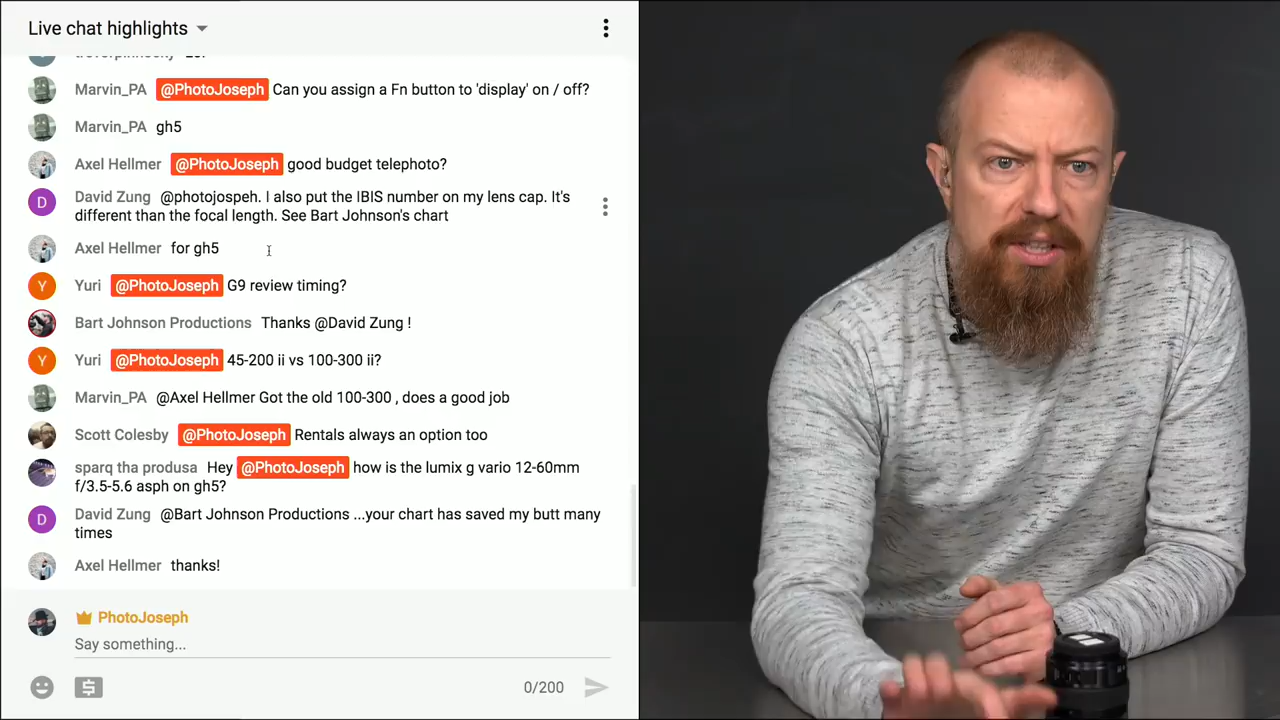 Live chat highlights
Marvin_PA @PhotoJoseph Can you assign a Fn button to 'display' on / off?
Marvin_PA gh5
Axel Hellmer @PhotoJoseph good budget telephoto?
D David Zung @photojospeh. I also put the IBIS number on my lens cap. It's
different than the focal length. See Bart Johnson's chart
Axel Hellmer for gh5
Y Yuri @PhotoJoseph G9 review timing?
Bart Johnson Productions Thanks @David Zung !
Y Yuri @PhotoJoseph 45-200 ii vs 100-300 ii?
Marvin_PA @Axel Hellmer Got the old 100-300 , does a good job
Scott Colesby @PhotoJoseph Rentals always an option too
sparq tha produsa Hey @PhotoJoseph how is the lumix g vario 12-60mm
f/3.5-5.6 asph on gh5?
D David Zung @Bart Johnson Productions ...your chart has saved my butt many
times
Axel Hellmer thanks!
PhotoJoseph
Say something...
0/200